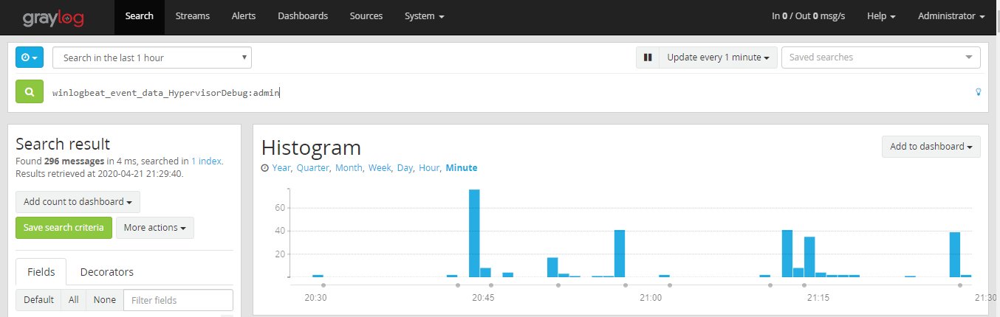 graylog Search Streams Alerts Dashboards Sources System In 0 / Out 0 msg/s Help Administrator
Search in the last 1 hour Update every 1 minute Saved searches
winlogbeat_event_data_HypervisorDebug:admin
Search result
Found 296 messages in 4 ms, searched in 1 index.
Results retrieved at 2020-04-21 21:29:40.
Add count to dashboard
Save search criteria More actions
Fields Decorators
Default All None Filter fields
Histogram Add to dashboard
Year, Quarter, Month, Week, Day, Hour, Minute
60
40
20
20:30 20:45 21:00 21:15 21:30